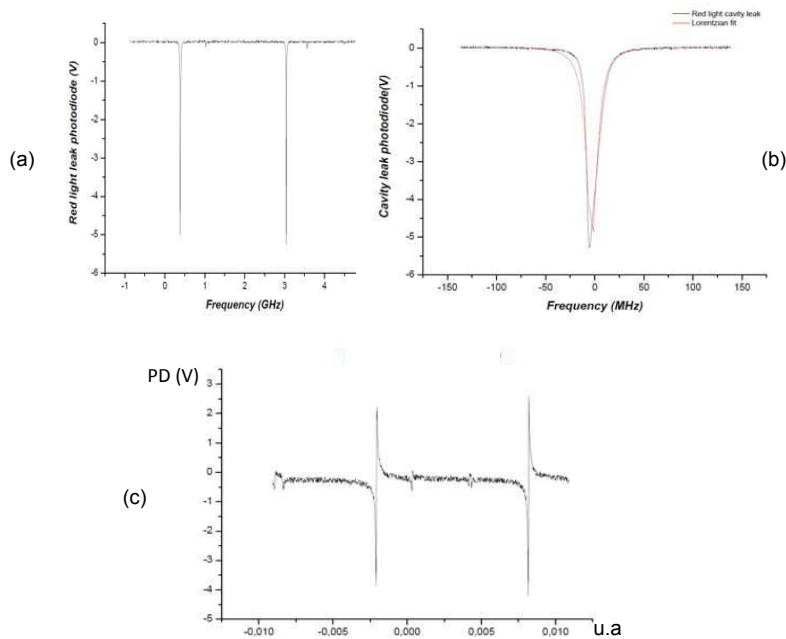 (a)
Red light leak photodiode (V)
0
-1
-2
-3
-4
-5
-6
-1 0 1 2 3 4 5
Frequency (GHz)
Red light cavity leak
Lorentzian fit
(b)
Cavity leak photodiode(V)
0
-1
-2
-3
-4
-5
-6
-150 -100 -50 0 50 100 150
Frequency (MHz)
(c)
PD (V)
3
2
1
0
-1
-2
-3
-4
-5
-0,010 -0,005 0,000 0,005 0,010 u.a